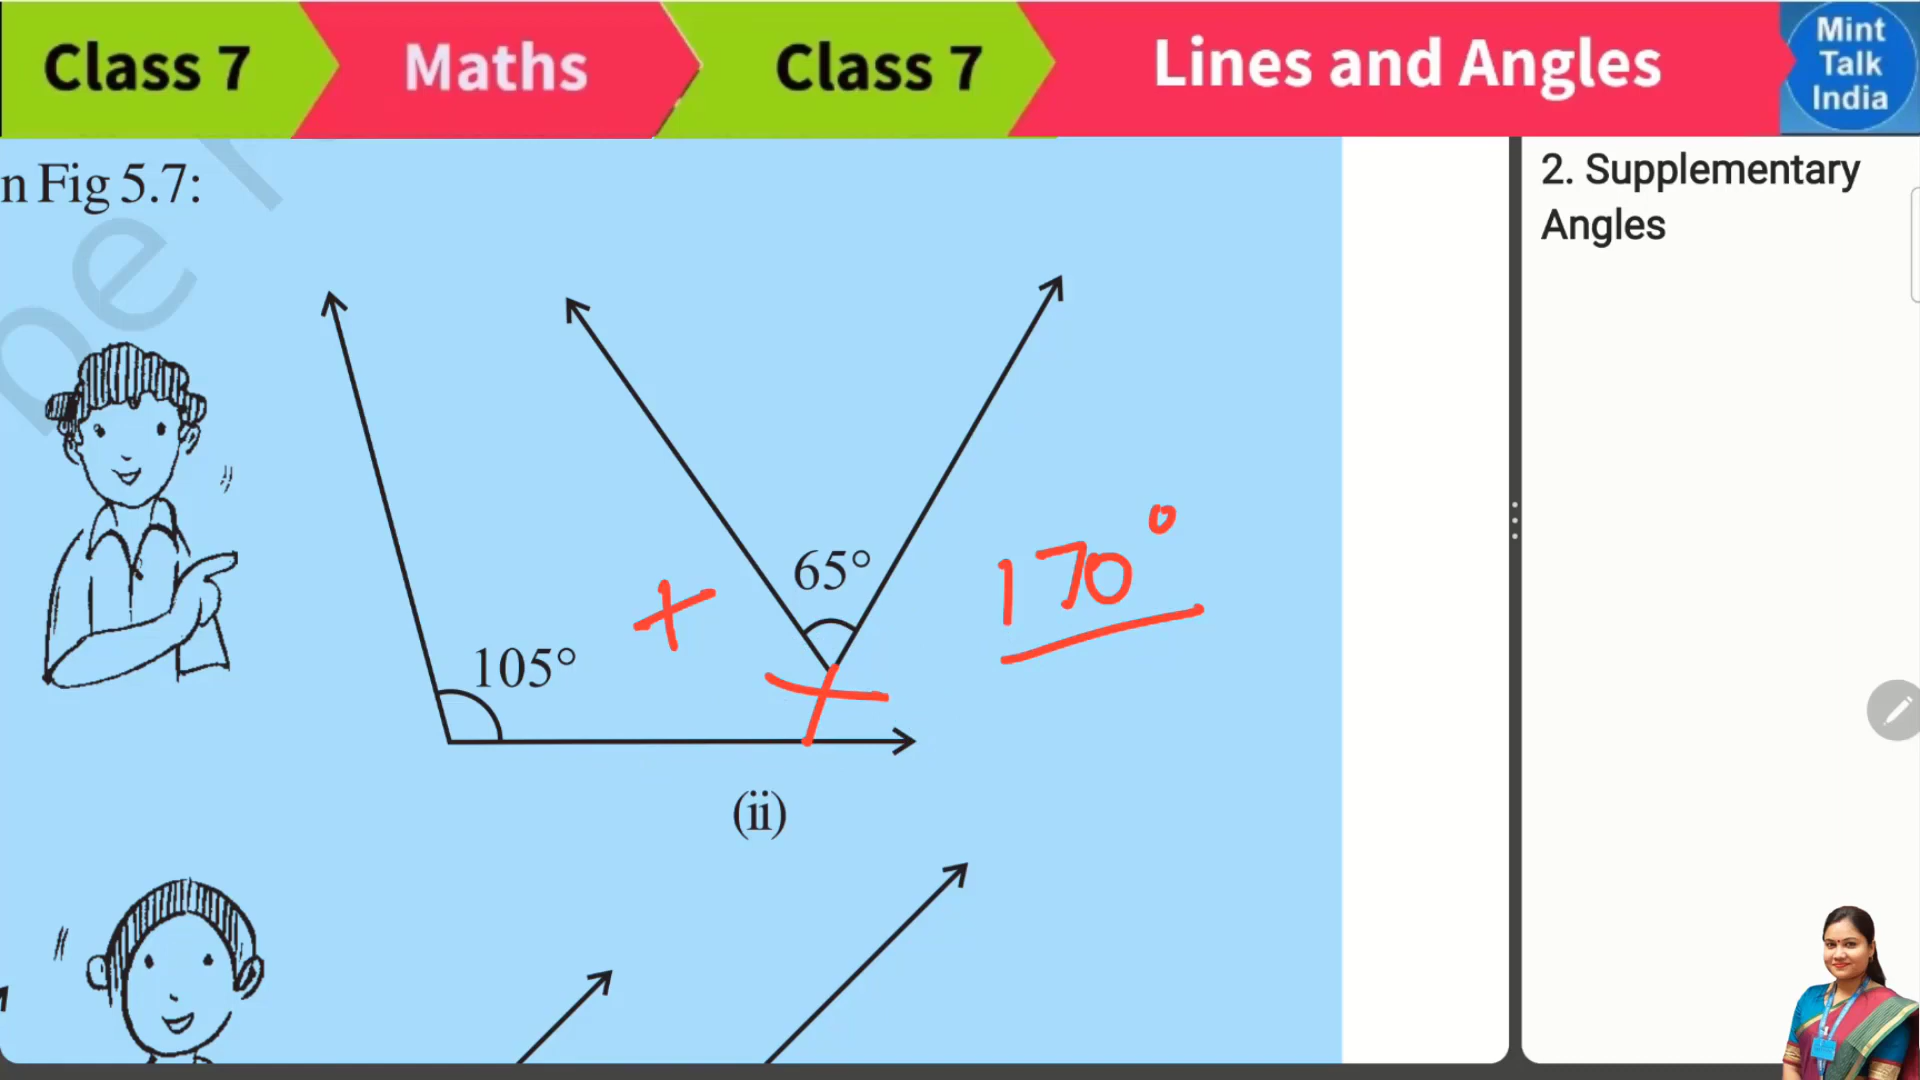 Class 7
Maths
Class 7
Lines and Angles
Mint
Talk
India
n Fig 5.7:
2. Supplementary
Angles
65°
170°
+
105°
(ii)